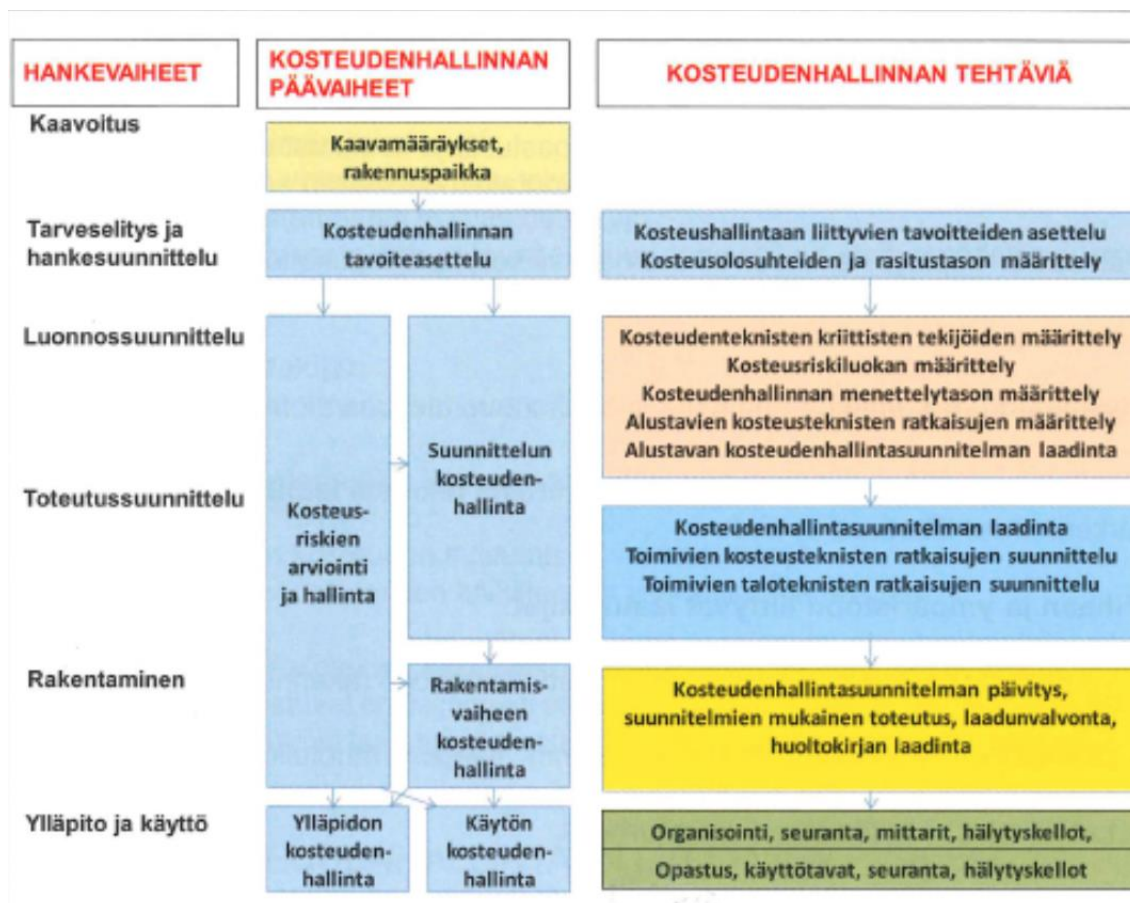 HANKEVAIHEET
KOSTEUDENHALLINNAN
PÄÄVAIHEET
KOSTEUDENHALLINNAN TEHTÄVIÄ
Kaavoitus
Kaavamääräykset,
rakennuspaikka
Tarveselitys ja
hankesuunnittelu
Kosteudenhallinnan
tavoiteasettelu
Kosteushallintaan liittyvien tavoitteiden asettelu
Kosteusolosuhteiden ja rasitustason määrittely
Luonnossuunnittelu
Kosteudenteknisten kriittisten tekijöiden määrittely
Kosteusriskiluokan määrittely
Kosteudenhallinnan menettelytason määrittely
Alustavien kosteusteknisten ratkaisujen määrittely
Alustavan kosteudenhallintasuunnitelman laadinta
Suunnittelun
kosteuden-
hallinta
Toteutussuunnittelu
Kosteus-
riskien
arviointi
ja hallinta
Kosteudenhallintasuunnitelman laadinta
Toimivien kosteusteknisten ratkaisujen suunnittelu
Toimivien taloteknisten ratkaisujen suunnittelu
Rakentaminen
Rakentamis-
vaiheen
kosteuden-
hallinta
Kosteudenhallintasuunnitelman päivitys,
suunnitelmien mukainen toteutus, laadunvalvonta,
huoltokirjan laadinta
Ylläpito ja käyttö
Ylläpidon
kosteuden-
hallinta
Käytön
kosteuden-
hallinta
Organisointi, seuranta, mittarit, hälytyskellot,
Opastus, käyttötavat, seuranta, hälytyskellot